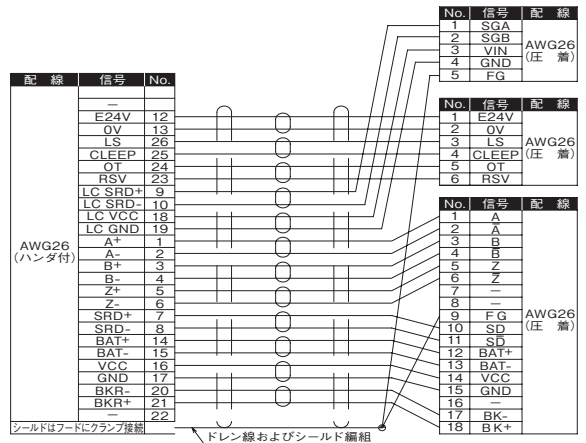 配 線 信号 No.
－
E24V 12
0V 13
LS 26
CLEEP 25
OT 24
RSV 23
LC SRD+ 9
LC SRD- 10
LC VCC 18
LC GND 19
A+ 1
A- 2
B+ 3
B- 4
Z+ 5
Z- 6
SRD+ 7
SRD- 8
BAT+ 14
BAT- 15
VCC 16
GND 17
BKR- 20
BKR+ 21
－ 22
AWG26
(ハンダ付)
シールドはフードにクランプ接続
ドレン線およびシールド編組
No. 信号 配 線
1 SGA
2 SGB
3 VIN
4 GND
5 FG
AWG26
(圧 着)
No. 信号 配 線
1 E24V
2 0V
3 LS
4 CLEEP
5 OT
6 RSV
AWG26
(圧 着)
No. 信号 配 線
1 A
2 A̅
3 B
4 B̅
5 Z
6 Z̅
7 －
8 －
9 FG
10 SD
11 S̅D̅
12 BAT+
13 BAT-
14 VCC
15 GND
16 －
17 BK-
18 BK+
AWG26
(圧 着)